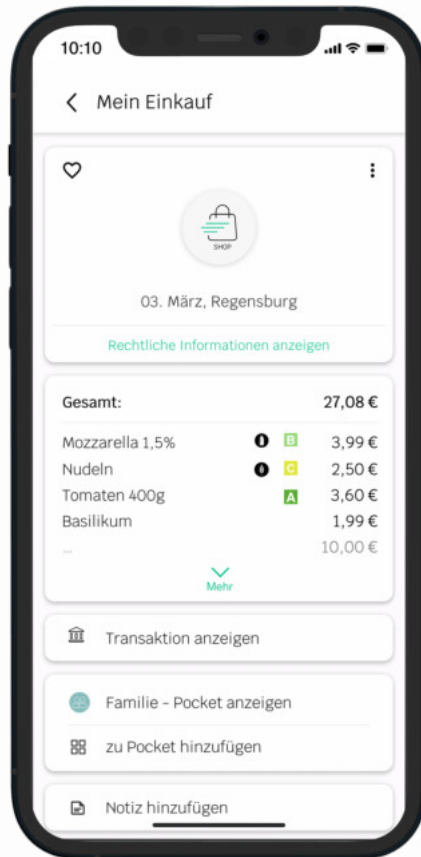 10:10
Mein Einkauf
SHOP
03. März, Regensburg
Rechtliche Informationen anzeigen
Gesamt: 27,08 €
Mozzarella 1,5% B 3,99 €
Nudeln C 2,50 €
Tomaten 400g A 3,60 €
Basilikum 1,99 €
... 10,00 €
Mehr
Transaktion anzeigen
Familie - Pocket anzeigen
zu Pocket hinzufügen
Notiz hinzufügen